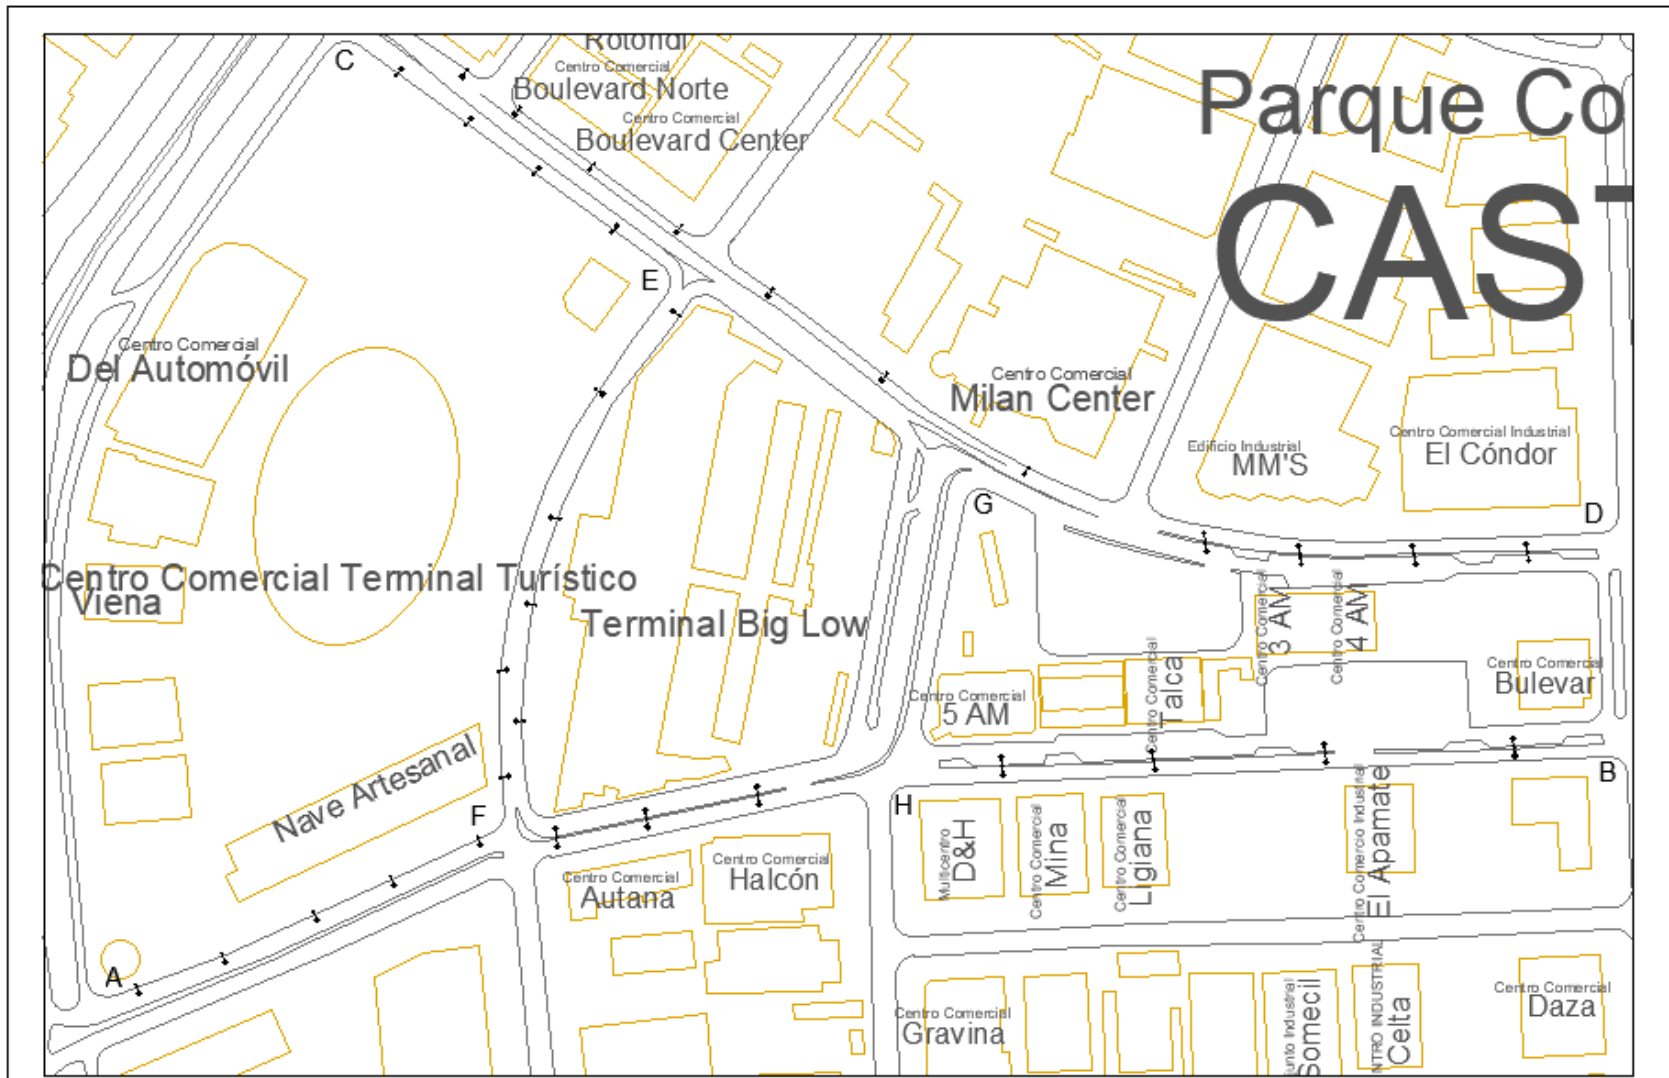 Rotondi
C
Centro Comercial
Boulevard Norte
Centro Comercial
Boulevard Center
Parque Co
CAS
E
Centro Comercial
Del Automóvil
Centro Comercial
Milan Center
Edificio Industrial
MM'S
Centro Comercial Industrial
El Cóndor
G
D
Centro Comercial Terminal Turístico
Viena
Terminal Big Low
Centro Comercial
3 AM
Centro Comercial
4 AM
Centro Comercial
Talca
Centro Comercial
5 AM
Centro Comercial
Bulevar
Nave Artesanal
F
H
B
Multicentro
D&H
Centro Comercial
Mina
Centro Comercial
Ligiana
Centro Comercio Industrial
El Apamate
Centro Comercial
Autana
Centro Comercial
Halcón
A
Centro Comercial
Gravina
Industrial
Somecil
INDUSTRIAL
Celta
Centro Comercial
Daza